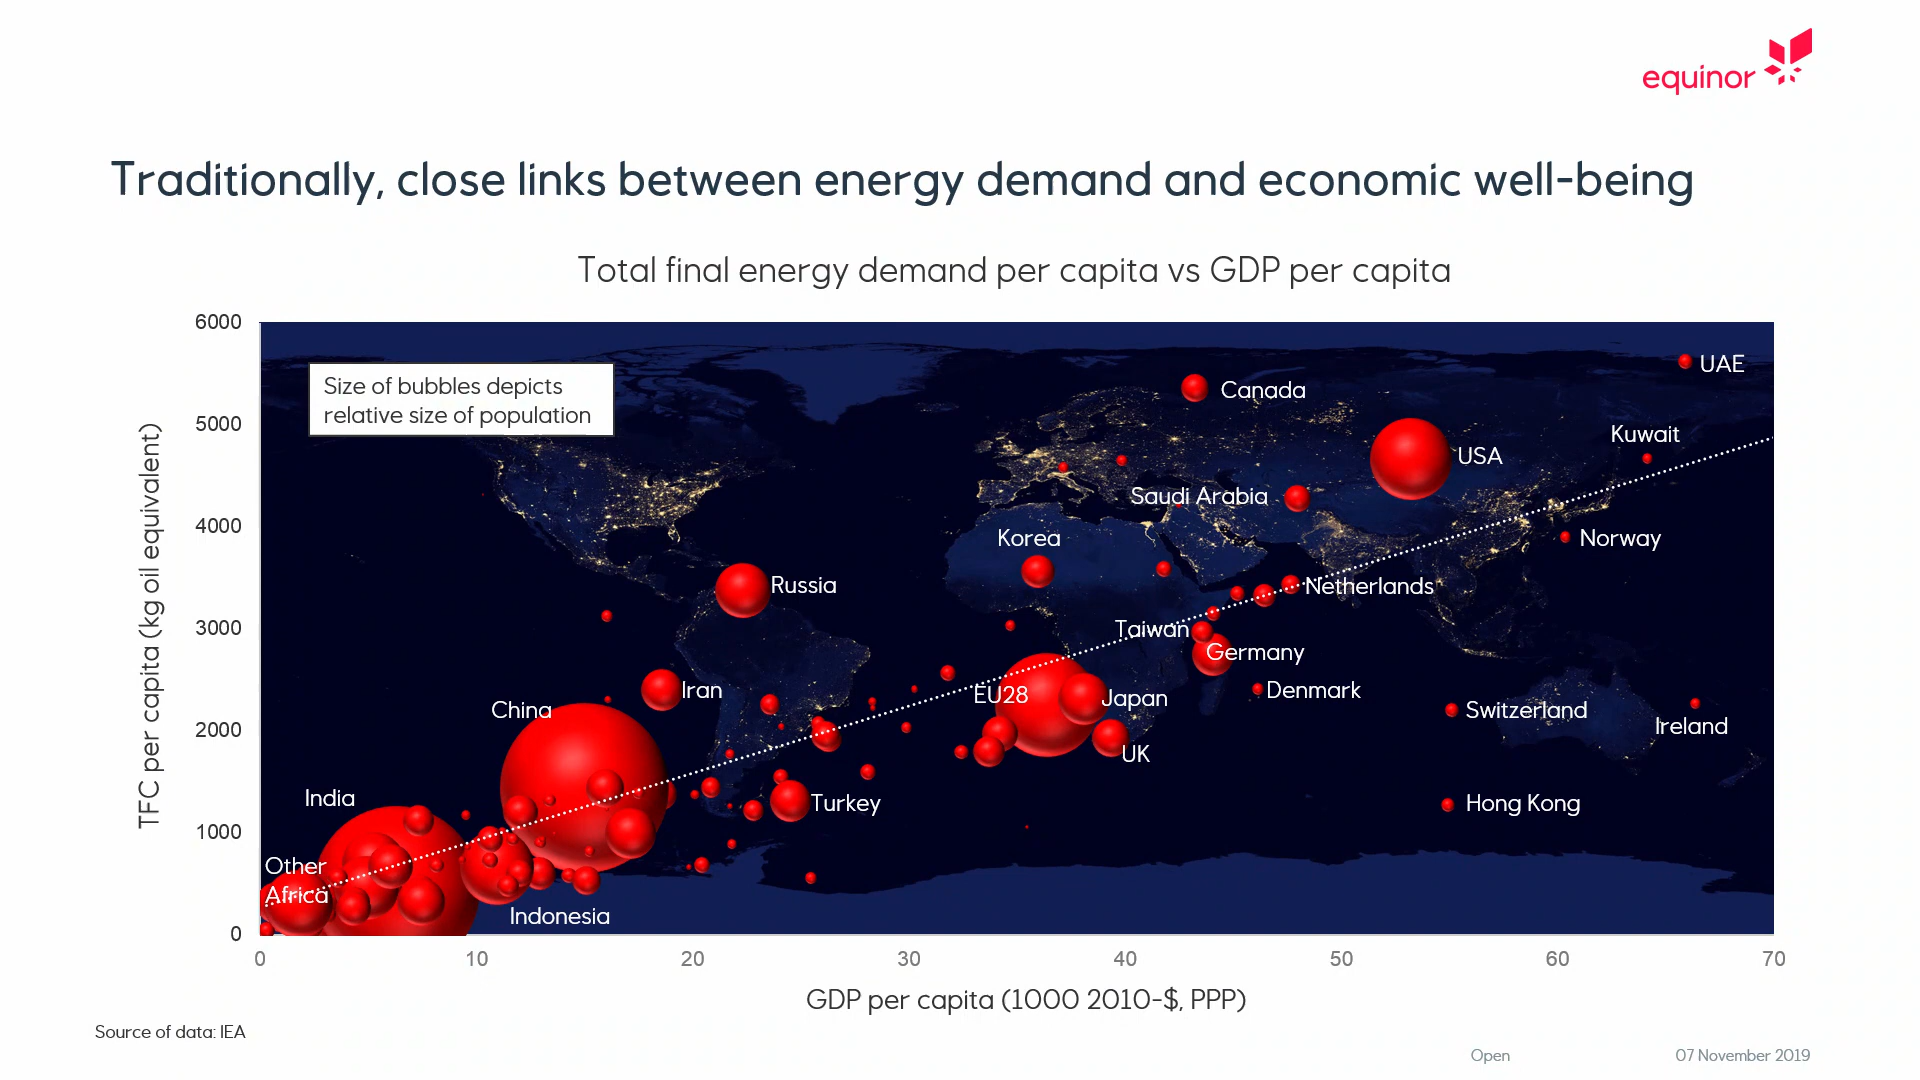 equinor
Traditionally, close links between energy demand and economic well-being
Total final energy demand per capita vs GDP per capita
TFC per capita (kg oil equivalent)
6000
5000
4000
3000
2000
1000
0
Size of bubbles depicts
relative size of population
UAE
Canada
Kuwait
USA
Saudi Arabia
Korea
Norway
Russia
Netherlands
Taiwan
Germany
Iran
EU28
Japan
Denmark
China
Switzerland
Ireland
UK
India
Turkey
Hong Kong
Other
Africa
Indonesia
0 10 20 30 40 50 60 70
GDP per capita (1000 2010-$, PPP)
Source of data: IEA
Open
07 November 2019